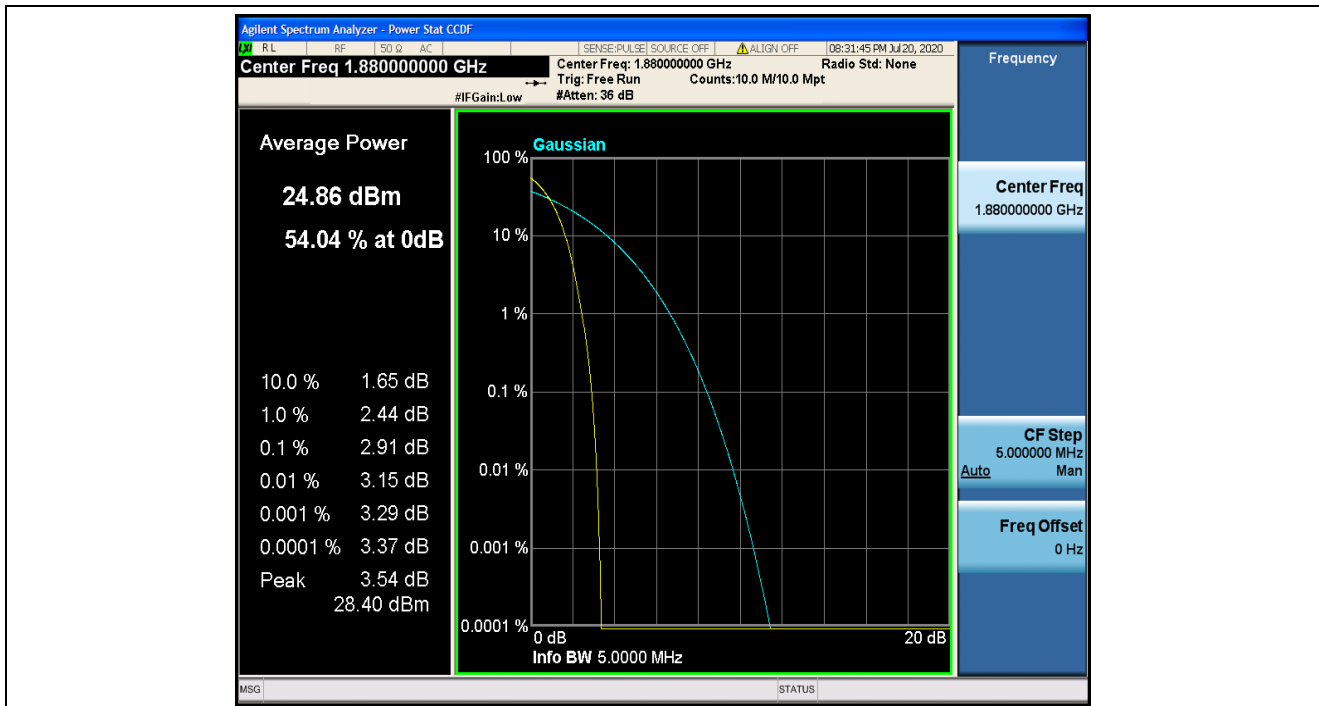 Agilent Spectrum Analyzer - Power Stat CCDF
LXI RL RF 50 Ω AC SENSE:PULSE SOURCE OFF ALIGN OFF 08:31:45 PM Jul 20, 2020
Center Freq 1.880000000 GHz
Center Freq: 1.880000000 GHz Radio Std: None
Trig: Free Run Counts:10.0 M/10.0 Mpt
#IFGain:Low #Atten: 36 dB
Average Power
24.86 dBm
54.04 % at 0dB
10.0 % 1.65 dB
1.0 % 2.44 dB
0.1 % 2.91 dB
0.01 % 3.15 dB
0.001 % 3.29 dB
0.0001 % 3.37 dB
Peak 3.54 dB
28.40 dBm
Gaussian
100 %
10 %
1 %
0.1 %
0.01 %
0.001 %
0.0001 %
0 dB 20 dB
Info BW 5.0000 MHz
Frequency
Center Freq
1.880000000 GHz
CF Step
5.000000 MHz
Auto Man
Freq Offset
0 Hz
MSG STATUS